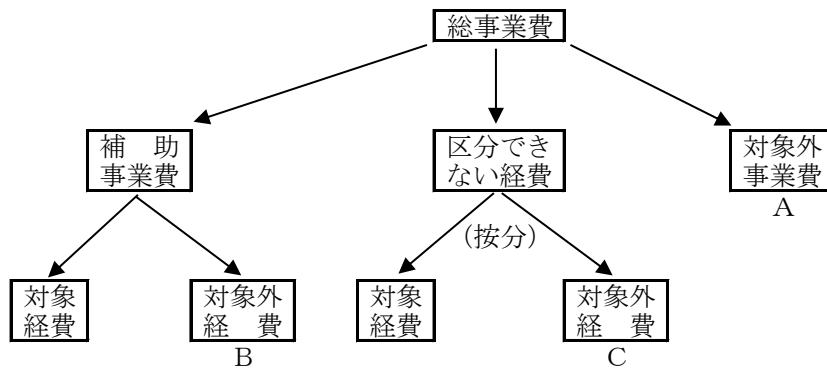 総事業費
補　助
事業費
区分でき
ない経費
対象外
事業費
A
(按分)
対象
経費
対象外
経　費
B
対象
経費
対象外
経　費
C